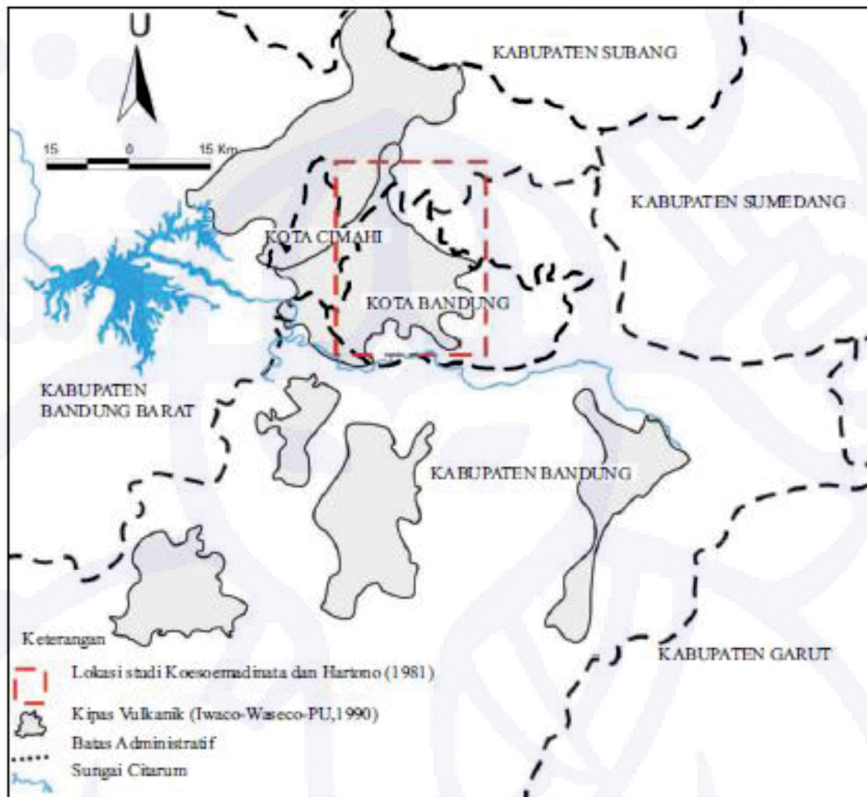 U
KABUPATEN SUBANG
15 0 15 Km
KABUPATEN SUMEDANG
KOTA CIMAHI
KOTA BANDUNG
KABUPATEN
BANDUNG BARAT
KABUPATEN BANDUNG
KABUPATEN GARUT
Keterangan
Lokasi studi Koesoemadinata dan Hartono (1981)
Kipas Vulkanik (Iwaco-Waseco-PU,1990)
Batas Administratif
Sungai Citarum